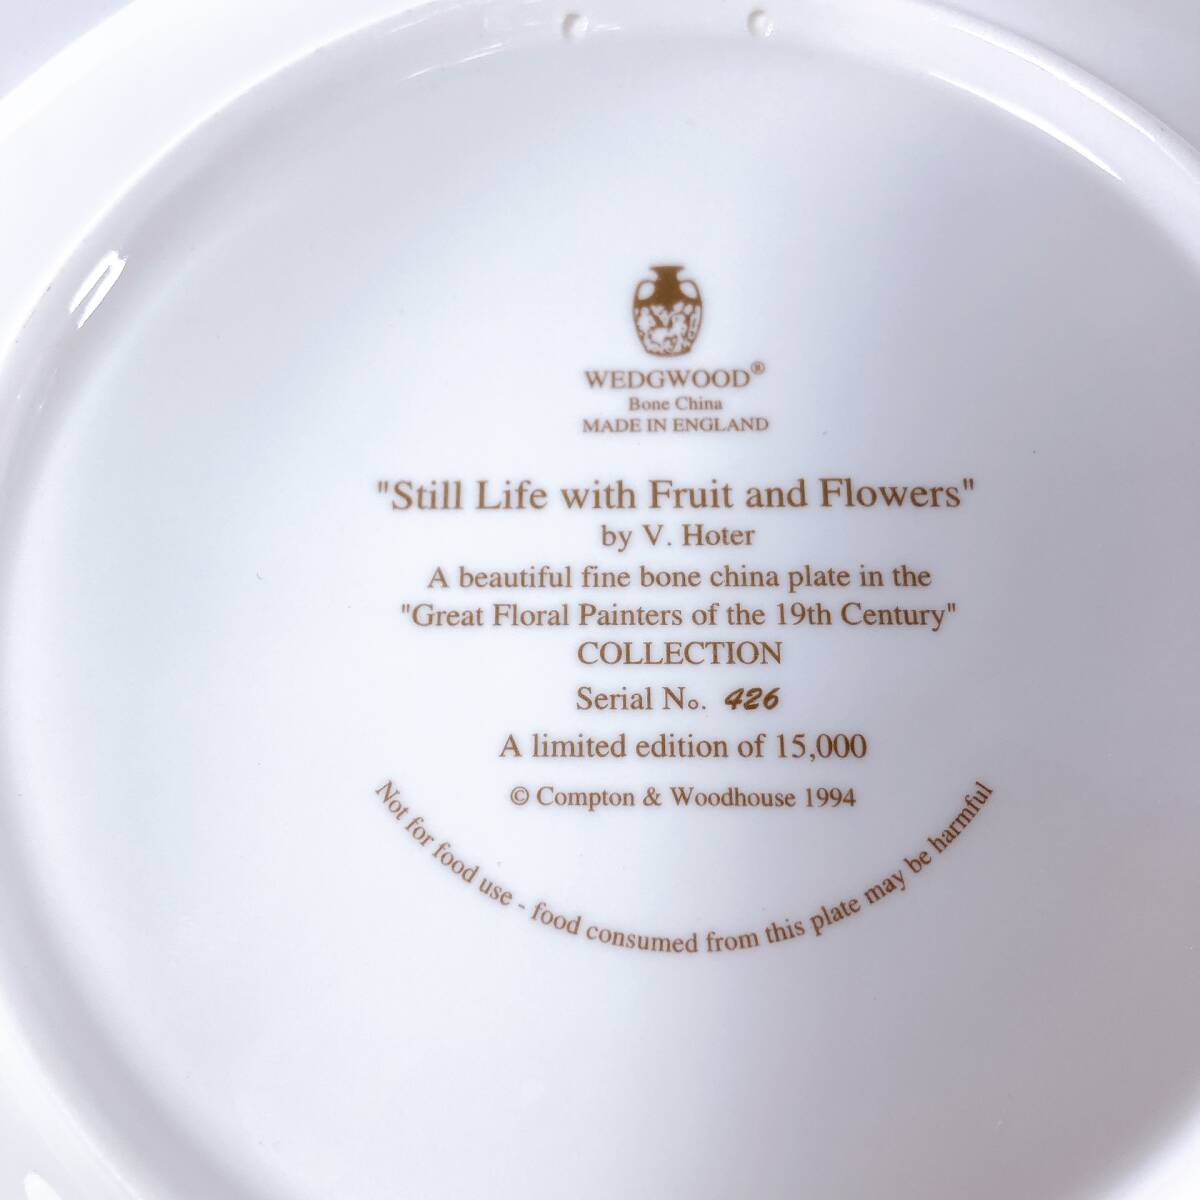 WEDGWOOD®
Bone China
MADE IN ENGLAND
"Still Life with Fruit and Flowers"
by V. Hoter
A beautiful fine bone china plate in the
"Great Floral Painters of the 19th Century"
COLLECTION
Serial No. 426
A limited edition of 15,000
© Compton & Woodhouse 1994
Not for food use - food consumed from this plate may be harmful